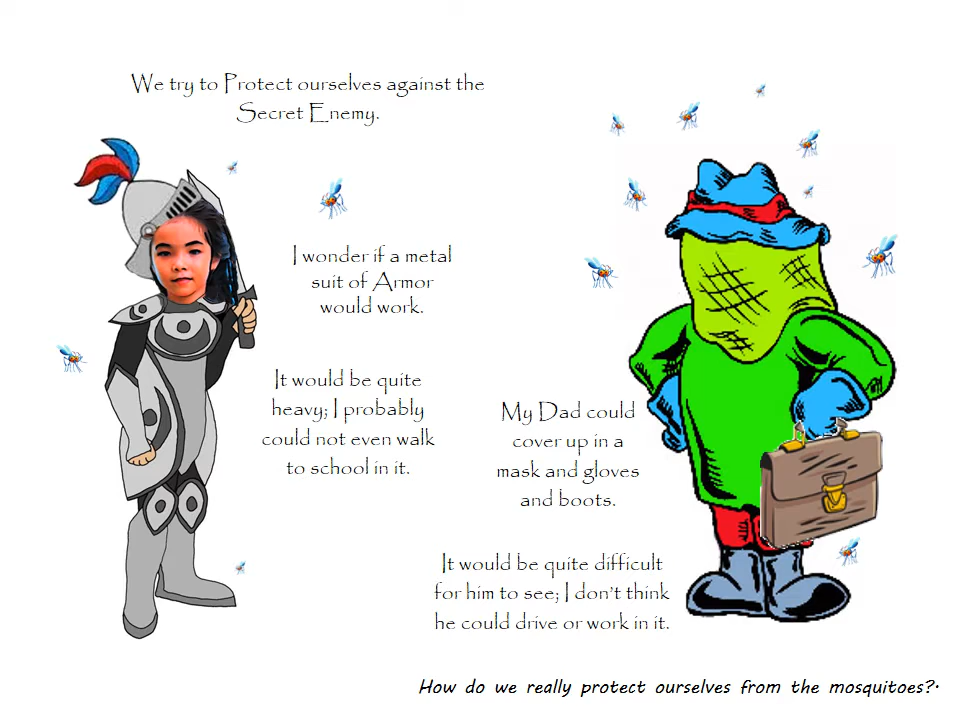 We try to Protect ourselves against the
Secret Enemy.
I wonder if a metal
suit of Armor
would work.
It would be quite
heavy; I probably
could not even walk
to school in it.
My Dad could
cover up in a
mask and gloves
and boots.
It would be quite difficult
for him to see; I don't think
he could drive or work in it.
How do we really protect ourselves from the mosquitoes?.